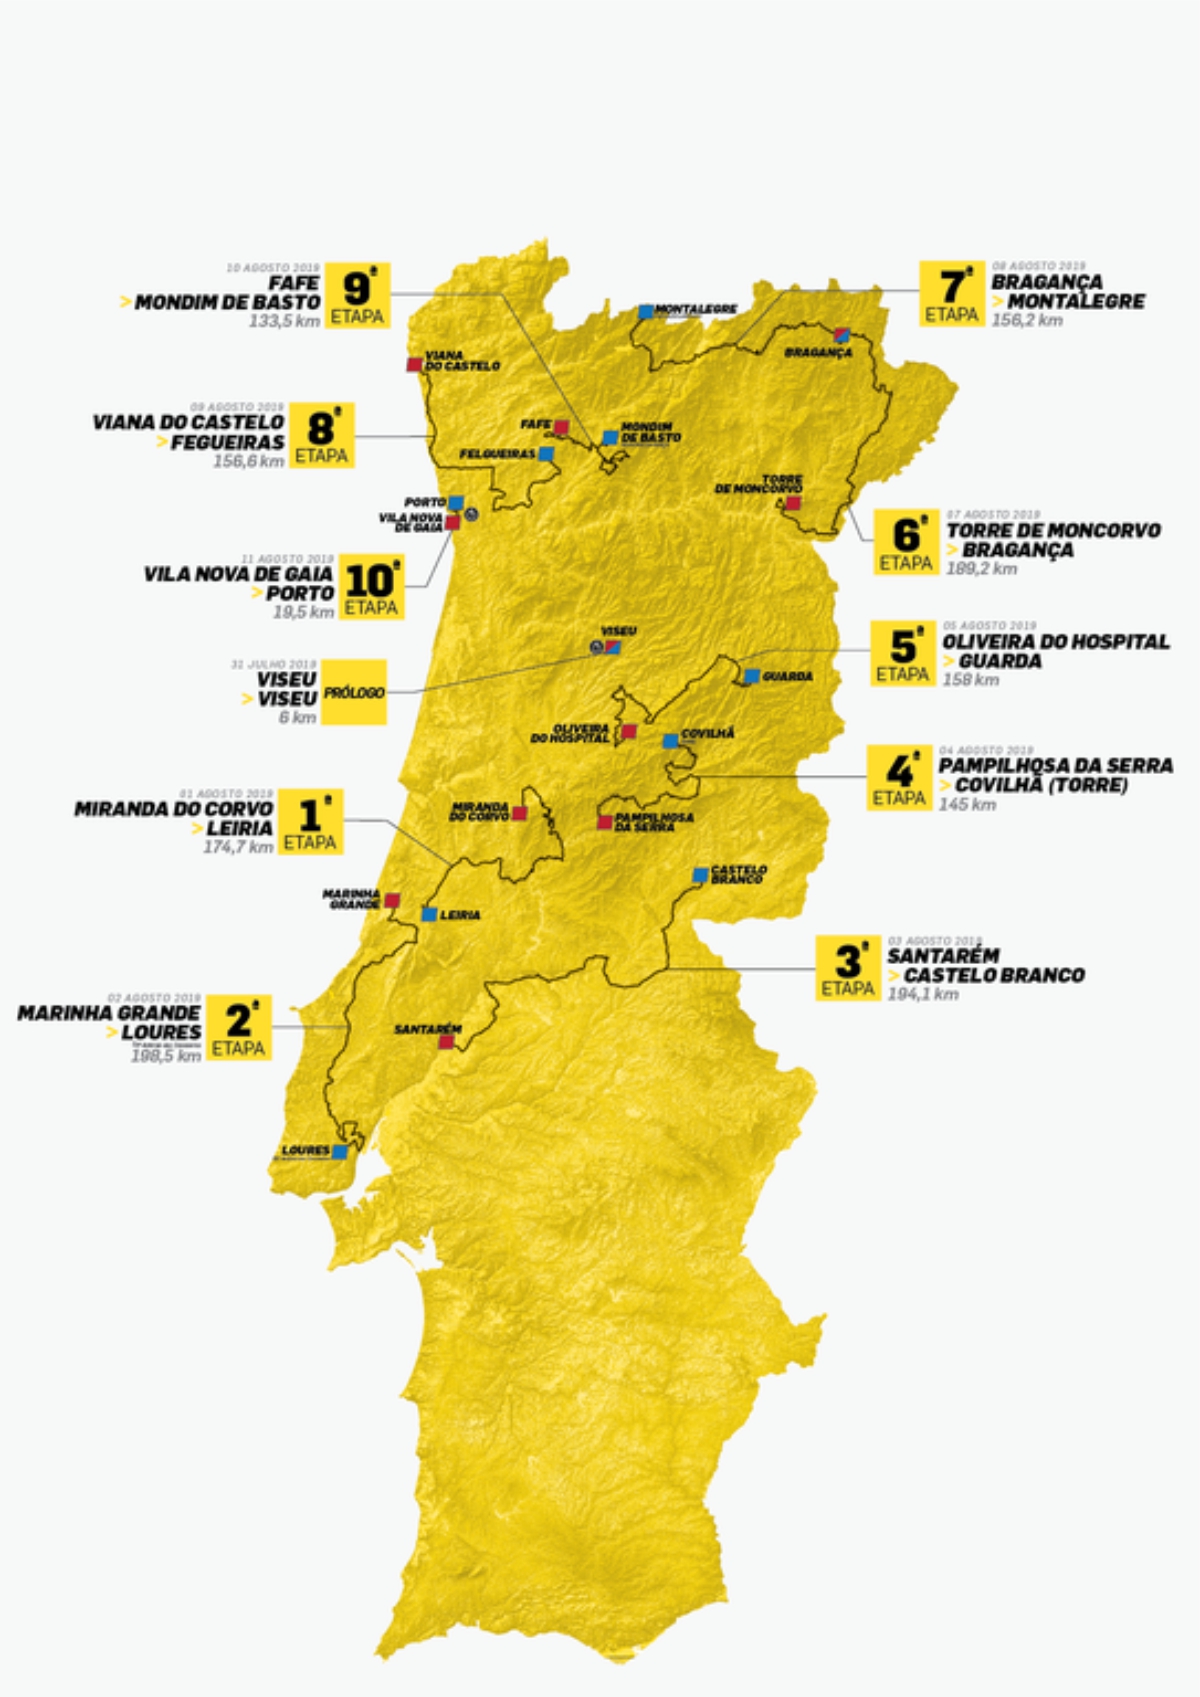 10 AGOSTO 2019
FAFE
> MONDIM DE BASTO
133,5 km
9ª
ETAPA
7ª
ETAPA
08 AGOSTO 2019
BRAGANÇA
> MONTALEGRE
156,2 km
MONTALEGRE
BRAGANÇA
VIANA
DO CASTELO
09 AGOSTO 2019
VIANA DO CASTELO
> FEGUEIRAS
156,6 km
8ª
ETAPA
FAFE
MONDIM
DE BASTO
FELGUEIRAS
TORRE
DE MONCORVO
PORTO
VILA NOVA
DE GAIA
6ª
ETAPA
07 AGOSTO 2019
TORRE DE MONCORVO
> BRAGANÇA
189,2 km
11 AGOSTO 2019
VILA NOVA DE GAIA
> PORTO
19,5 km
10ª
ETAPA
VISEU
5ª
ETAPA
05 AGOSTO 2019
OLIVEIRA DO HOSPITAL
> GUARDA
158 km
31 JULHO 2019
VISEU
> VISEU
6 km
PRÓLOGO
GUARDA
OLIVEIRA
DO HOSPITAL
COVILHÃ
4ª
ETAPA
04 AGOSTO 2019
PAMPILHOSA DA SERRA
> COVILHÃ (TORRE)
145 km
01 AGOSTO 2019
MIRANDA DO CORVO
> LEIRIA
174,7 km
1ª
ETAPA
MIRANDA
DO CORVO
PAMPILHOSA
DA SERRA
CASTELO
BRANCO
MARINHA
GRANDE
LEIRIA
3ª
ETAPA
03 AGOSTO 2019
SANTARÉM
> CASTELO BRANCO
194,1 km
02 AGOSTO 2019
MARINHA GRANDE
> LOURES
198,5 km
2ª
ETAPA
SANTARÉM
LOURES